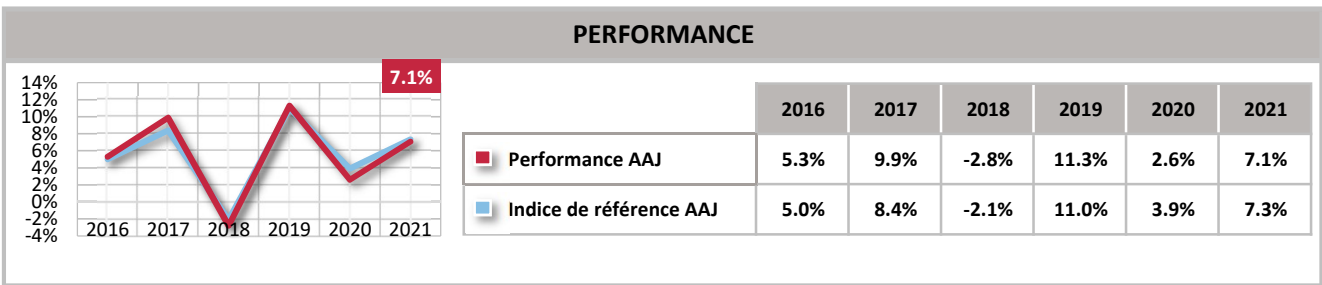 PERFORMANCE
7.1%
14%
12%
10%
8%
6%
4%
2%
0%
-2%
-4%
2016 2017 2018 2019 2020 2021
2016 2017 2018 2019 2020 2021
Performance AAJ 5.3% 9.9% -2.8% 11.3% 2.6% 7.1%
Indice de référence AAJ 5.0% 8.4% -2.1% 11.0% 3.9% 7.3%